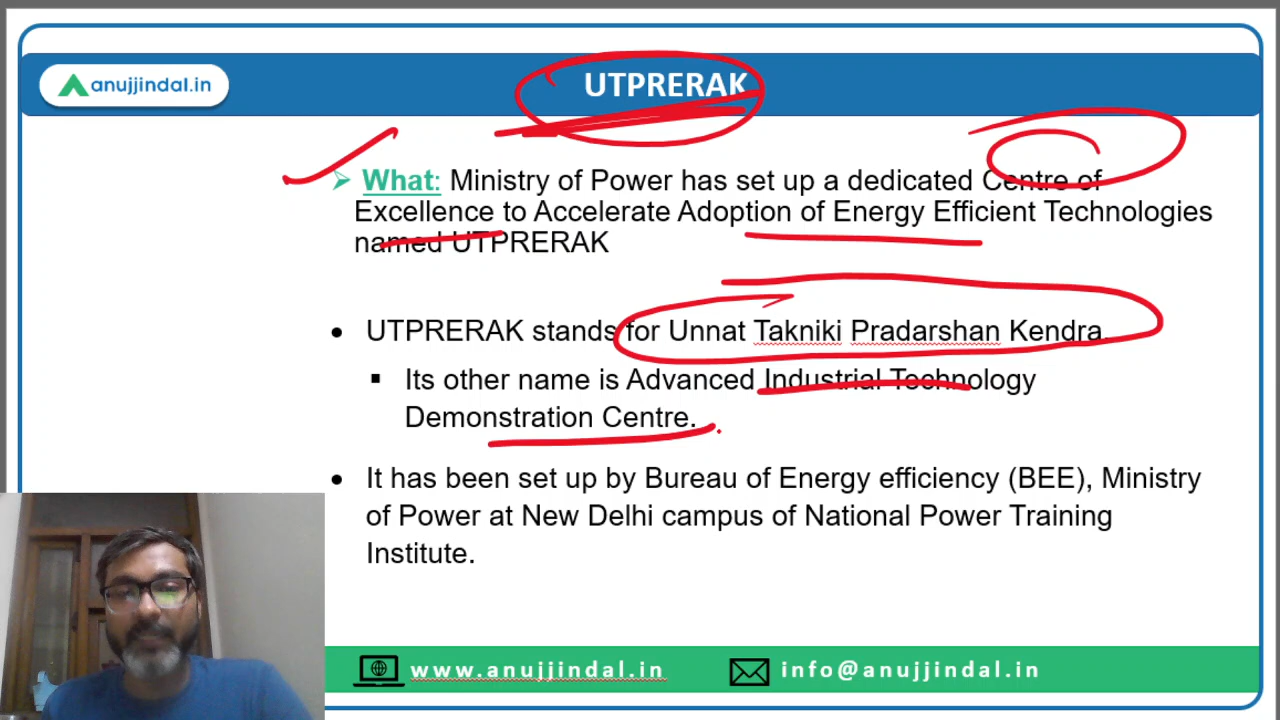 anujjindal.in
UTPRERAK
What: Ministry of Power has set up a dedicated Centre of
Excellence to Accelerate Adoption of Energy Efficient Technologies
named UTPRERAK
UTPRERAK stands for Unnat Takniki Pradarshan Kendra.
Its other name is Advanced Industrial Technology
Demonstration Centre.
It has been set up by Bureau of Energy efficiency (BEE), Ministry
of Power at New Delhi campus of National Power Training
Institute.
www.anujjindal.in
info@anujjindal.in